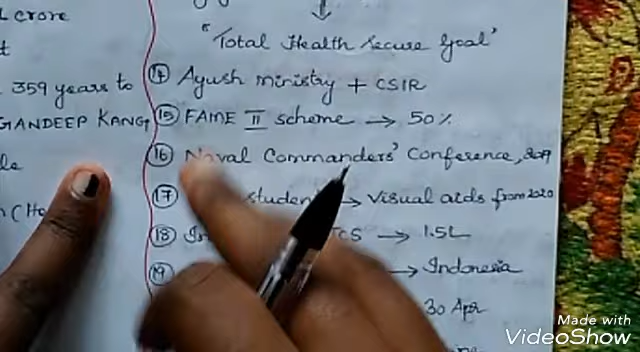 L crore
"Total Health Secure Goal"
359 years to
14 Ayush ministry + CSIR
GANDEEP KANG,
15 FAME II scheme → 50%
16 Naval Commanders' Conference, 2019
17 student → Visual aids from 2020
18 → 1.5L
19 → Indonesia
30 Apr
Made with
VideoShow